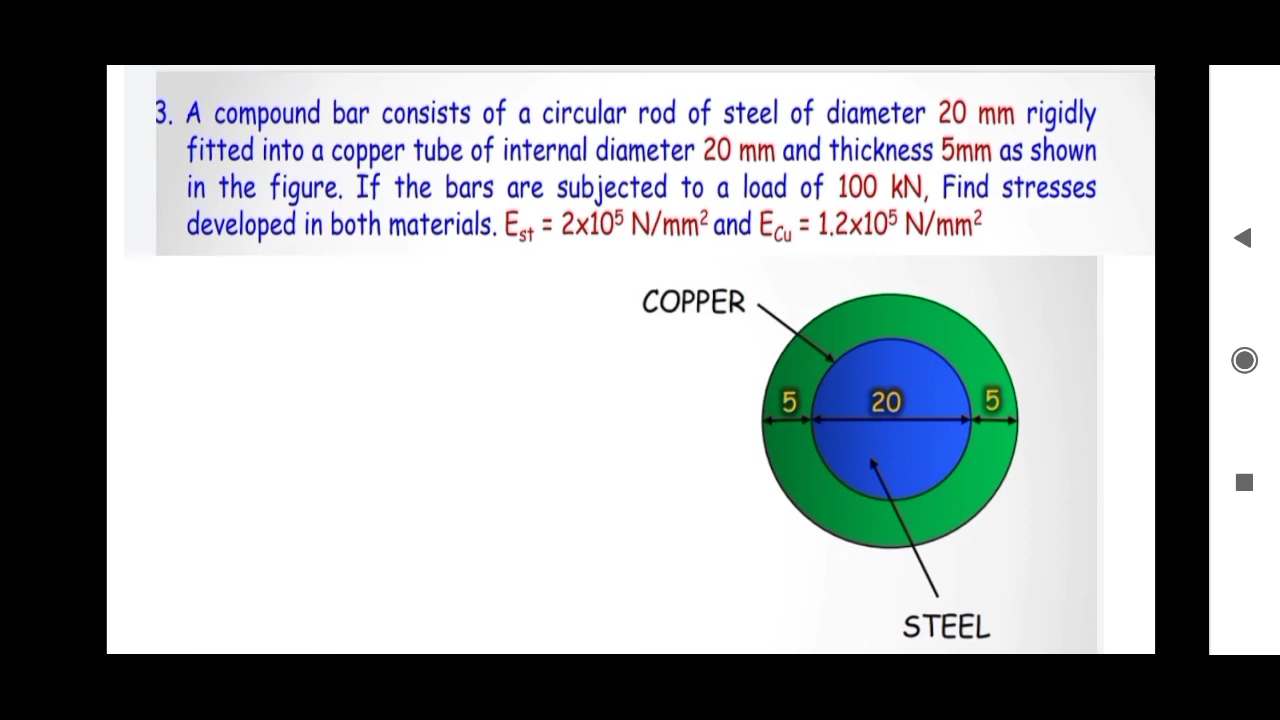 3. A compound bar consists of a circular rod of steel of diameter 20 mm rigidly
fitted into a copper tube of internal diameter 20 mm and thickness 5mm as shown
in the figure. If the bars are subjected to a load of 100 kN, Find stresses
developed in both materials. Est = 2x10⁵ N/mm² and ECu = 1.2x10⁵ N/mm²
COPPER
5 20 5
STEEL